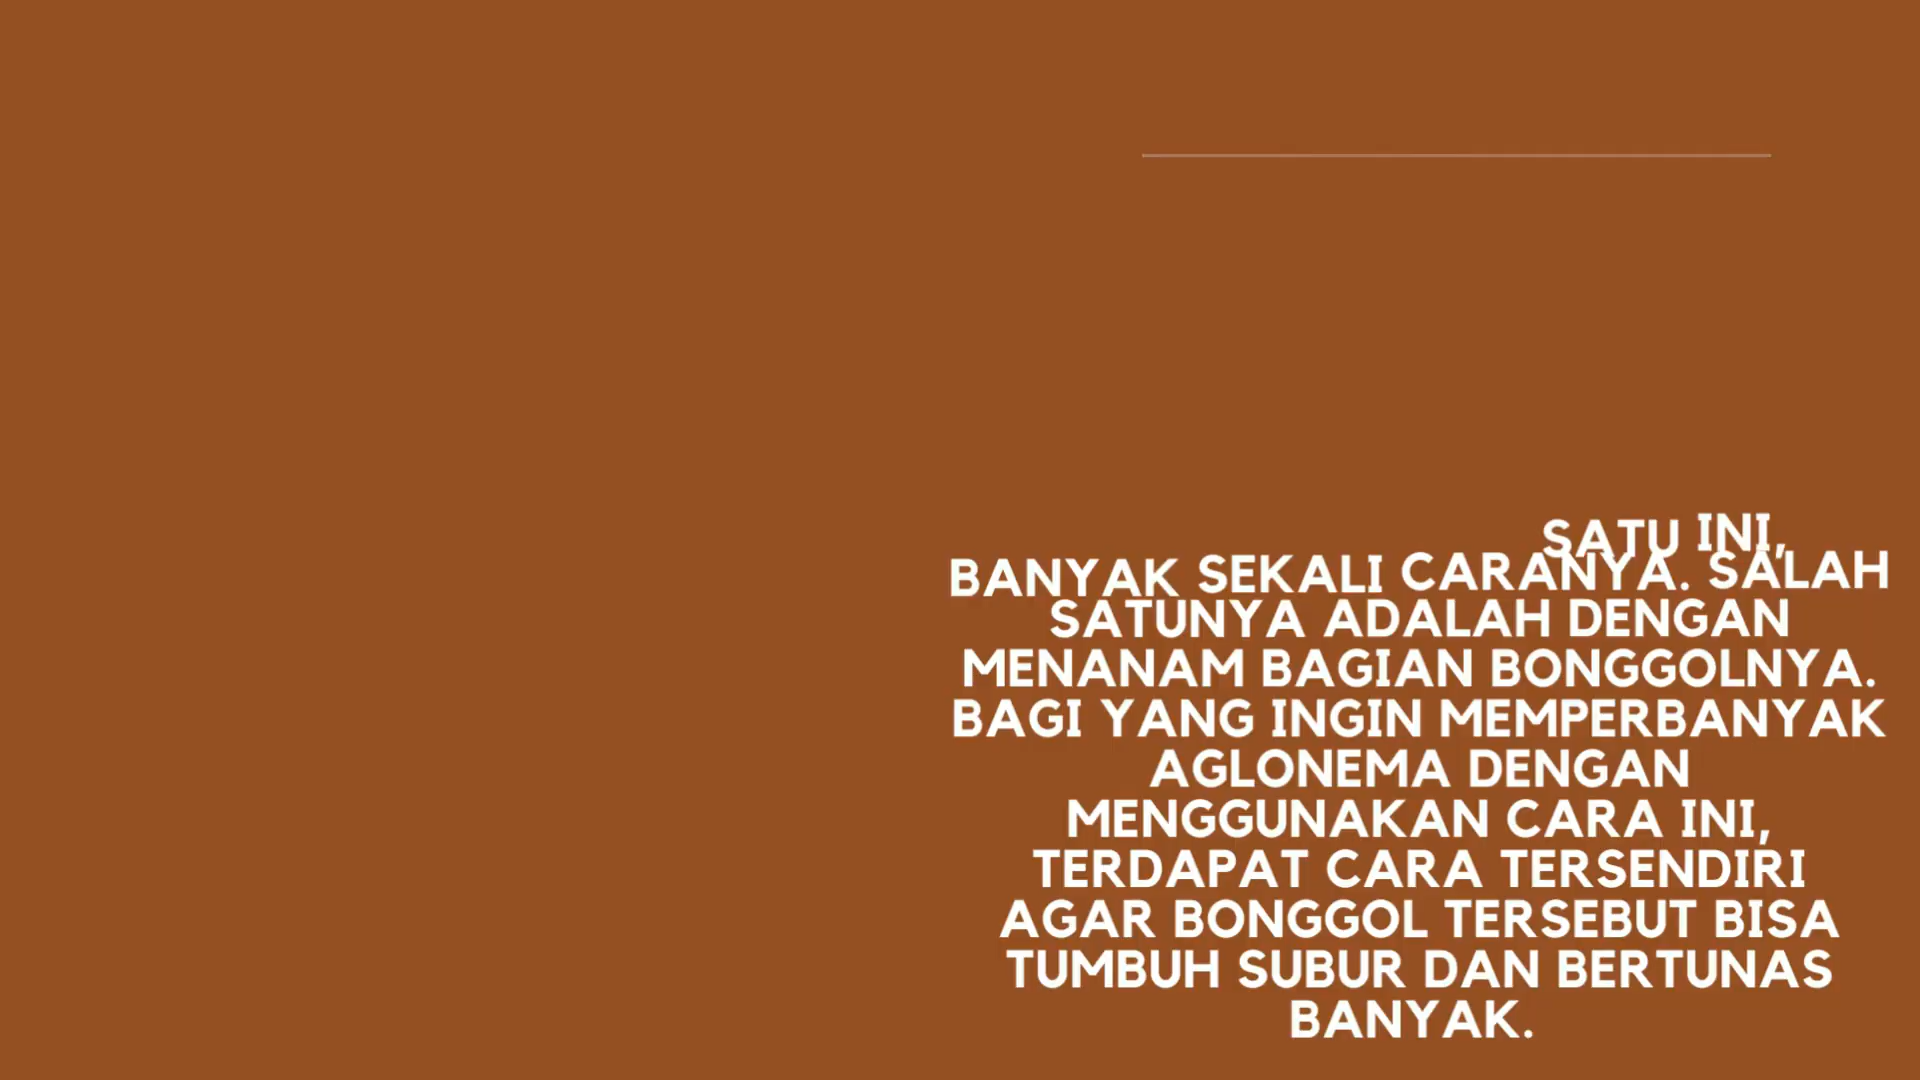 SATU INI,
BANYAK SEKALI CARANYA. SALAH
SATUNYA ADALAH DENGAN
MENANAM BAGIAN BONGGOLNYA.
BAGI YANG INGIN MEMPERBANYAK
AGLONEMA DENGAN
MENGGUNAKAN CARA INI,
TERDAPAT CARA TERSENDIRI
AGAR BONGGOL TERSEBUT BISA
TUMBUH SUBUR DAN BERTUNAS
BANYAK.